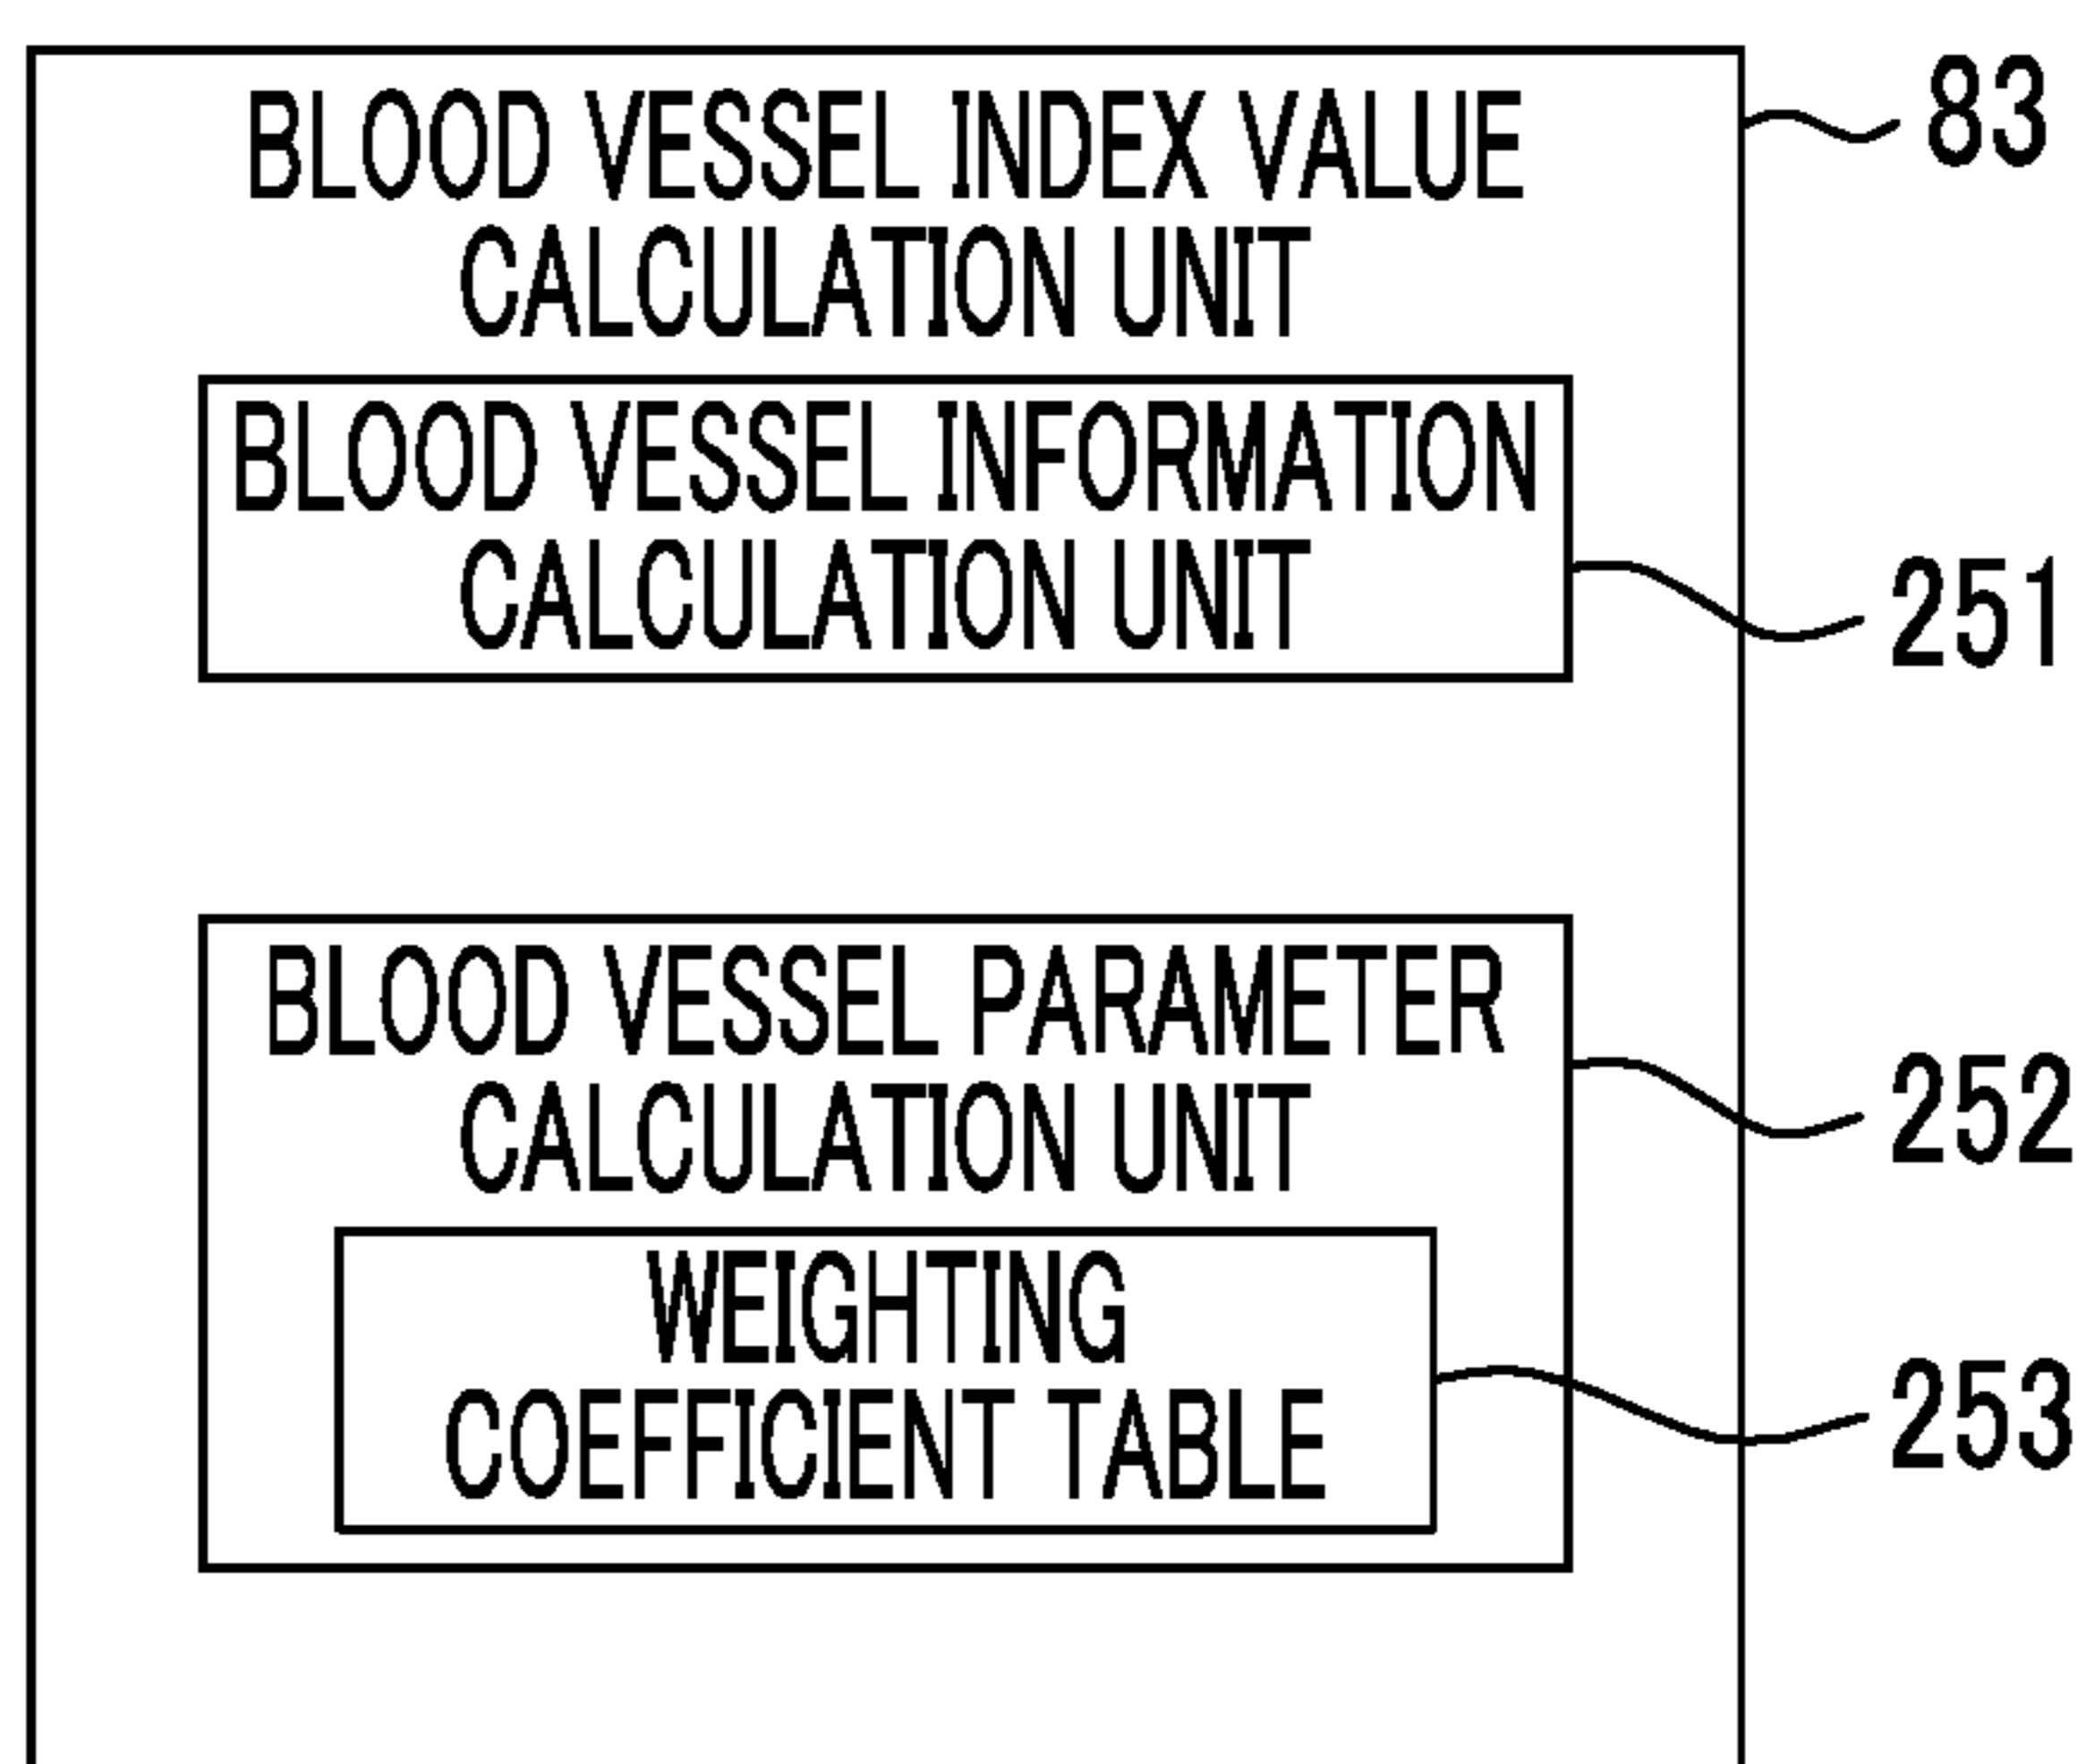 BLOOD VESSEL INDEX VALUE
CALCULATION UNIT
83
BLOOD VESSEL INFORMATION
CALCULATION UNIT
251
BLOOD VESSEL PARAMETER
CALCULATION UNIT
252
WEIGHTING
COEFFICIENT TABLE
253